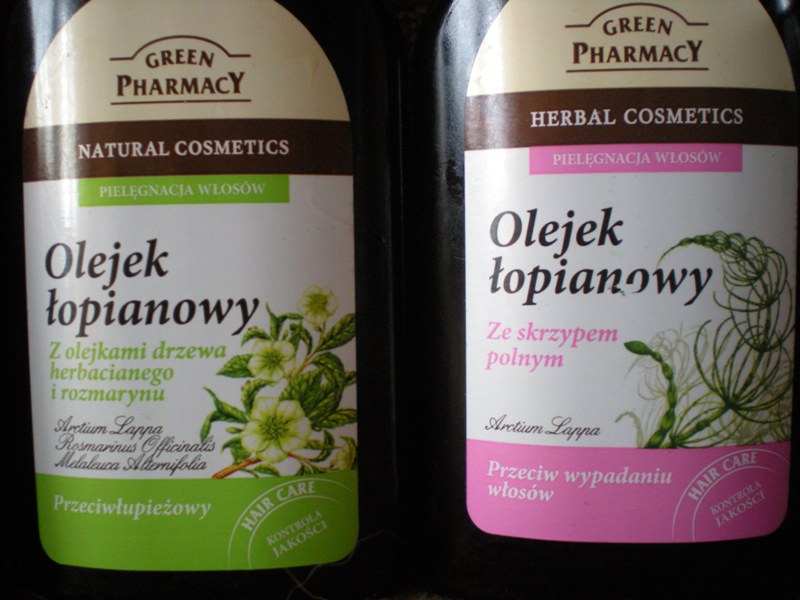 GREEN
PHARMACY
NATURAL COSMETICS
PIELĘGNACJA WŁOSÓW
Olejek
łopianowy
Z olejkami drzewa
herbacianego
i rozmarynu
Arctium Lappa
Rosmarinus Officinalis
Melaleuca Alternifolia
Przeciwłupieżowy
HAIR CARE
KONTROLA
JAKOŚCI
GREEN
PHARMACY
HERBAL COSMETICS
PIELĘGNACJA WŁOSÓW
Olejek
łopianowy
Ze skrzypem
polnym
Arctium Lappa
Przeciw wypadaniu
włosów
HAIR CARE
KONTROLA
JAKOŚCI